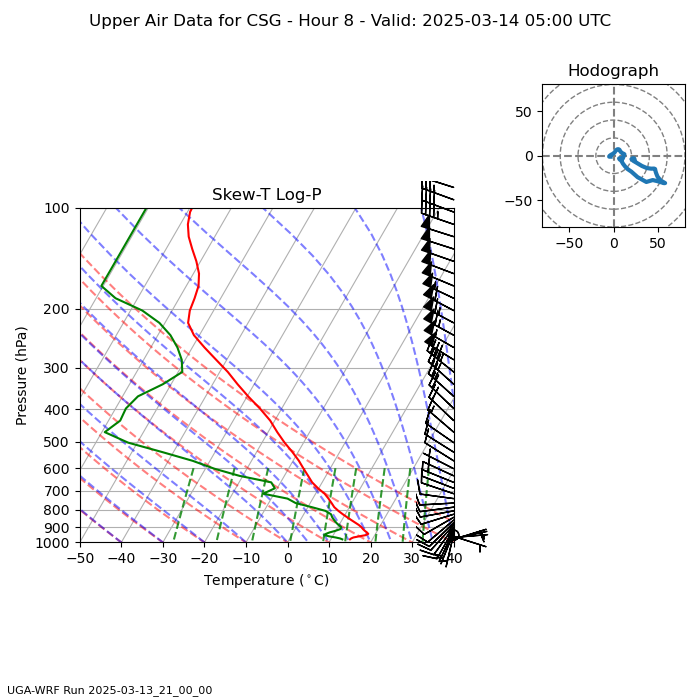 Upper Air Data for CSG - Hour 8 - Valid: 2025-03-14 05:00 UTC
Hodograph
50
0
−50
−50 0 50
Skew-T Log-P
100
200
300
400
500
600
700
800
900
1000
Pressure (hPa)
−50 −40 −30 −20 −10 0 10 20 30 40
Temperature (°C)
UGA-WRF Run 2025-03-13_21_00_00